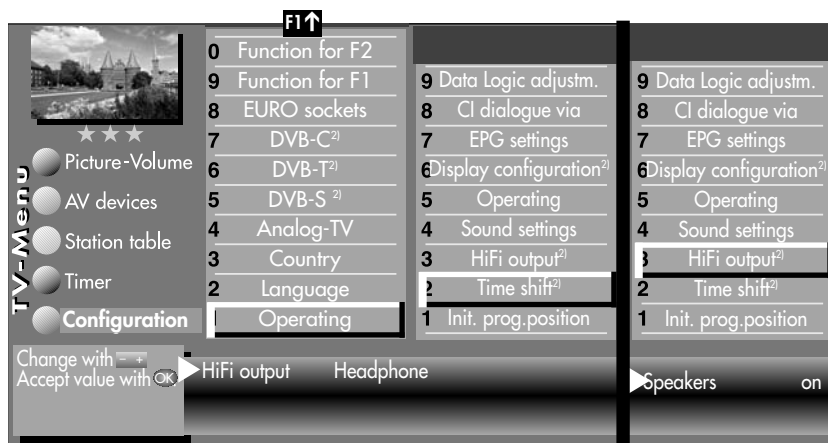 F1↑
0 Function for F2
9 Function for F1
8 EURO sockets
7 DVB-C2)
6 DVB-T2)
5 DVB-S 2)
4 Analog-TV
3 Country
2 Language
Operating
TV-Menu
Picture-Volume
AV devices
Station table
Timer
Configuration
9 Data Logic adjustm.
8 CI dialogue via
7 EPG settings
6 Display configuration2)
5 Operating
4 Sound settings
3 HiFi output2)
2 Time shift2)
1 Init. prog.position
9 Data Logic adjustm.
8 CI dialogue via
7 EPG settings
6 Display configuration2)
5 Operating
4 Sound settings
3 HiFi output2)
2 Time shift2)
1 Init. prog.position
Change with - +
Accept value with OK
HiFi output Headphone
Speakers on